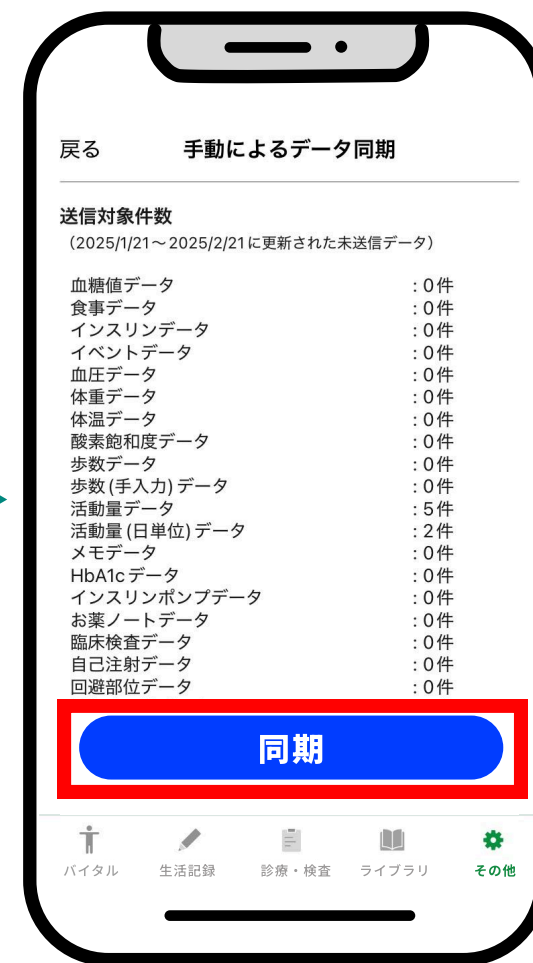 戻る 手動によるデータ同期
送信対象件数
（2025/1/21～2025/2/21に更新された未送信データ）
血糖値データ : 0件
食事データ : 0件
インスリンデータ : 0件
イベントデータ : 0件
血圧データ : 0件
体重データ : 0件
体温データ : 0件
酸素飽和度データ : 0件
歩数データ : 0件
歩数(手入力)データ : 0件
活動量データ : 5件
活動量(日単位)データ : 2件
メモデータ : 0件
HbA1cデータ : 0件
インスリンポンプデータ : 0件
お薬ノートデータ : 0件
臨床検査データ : 0件
自己注射データ : 0件
回避部位データ : 0件
同期
バイタル 生活記録 診療・検査 ライブラリ その他